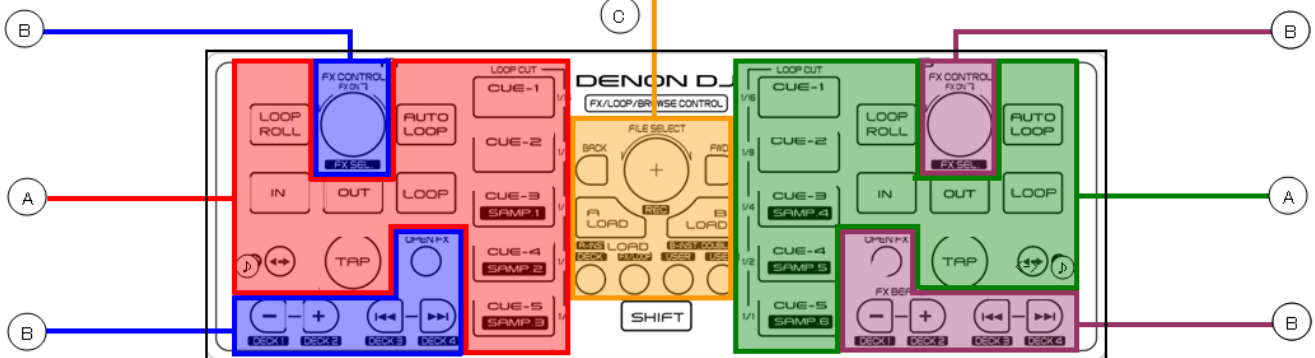 B
C
B
A
A
B
B
FX CONTROL
FX ON
LOOP ROLL
AUTO LOOP
FX SEL.
IN
OUT
LOOP
TAP
OPEN FX
DECK 1
DECK 2
DECK 3
DECK 4
LOOP CUT
CUE-1
CUE-2
CUE-3
SAMP.1
CUE-4
SAMP.2
CUE-5
SAMP.3
DENON DJ
FX/LOOP/BROWSE CONTROL
FILE SELECT
BACK
FWD
REC
A LOAD
B LOAD
A-INS
LOAD
B-INST
DOUBL
DECK
FX/LOOP
USER
USE
SHIFT
LOOP CUT
CUE-1
1/16
CUE-2
1/8
CUE-3
1/4
SAMP.4
CUE-4
1/2
SAMP.5
CUE-5
1/1
SAMP.6
FX CONTROL
FX ON
LOOP ROLL
AUTO LOOP
FX SEL.
IN
OUT
LOOP
TAP
OPEN FX
FX BEA
DECK 1
DECK 2
DECK 3
DECK 4